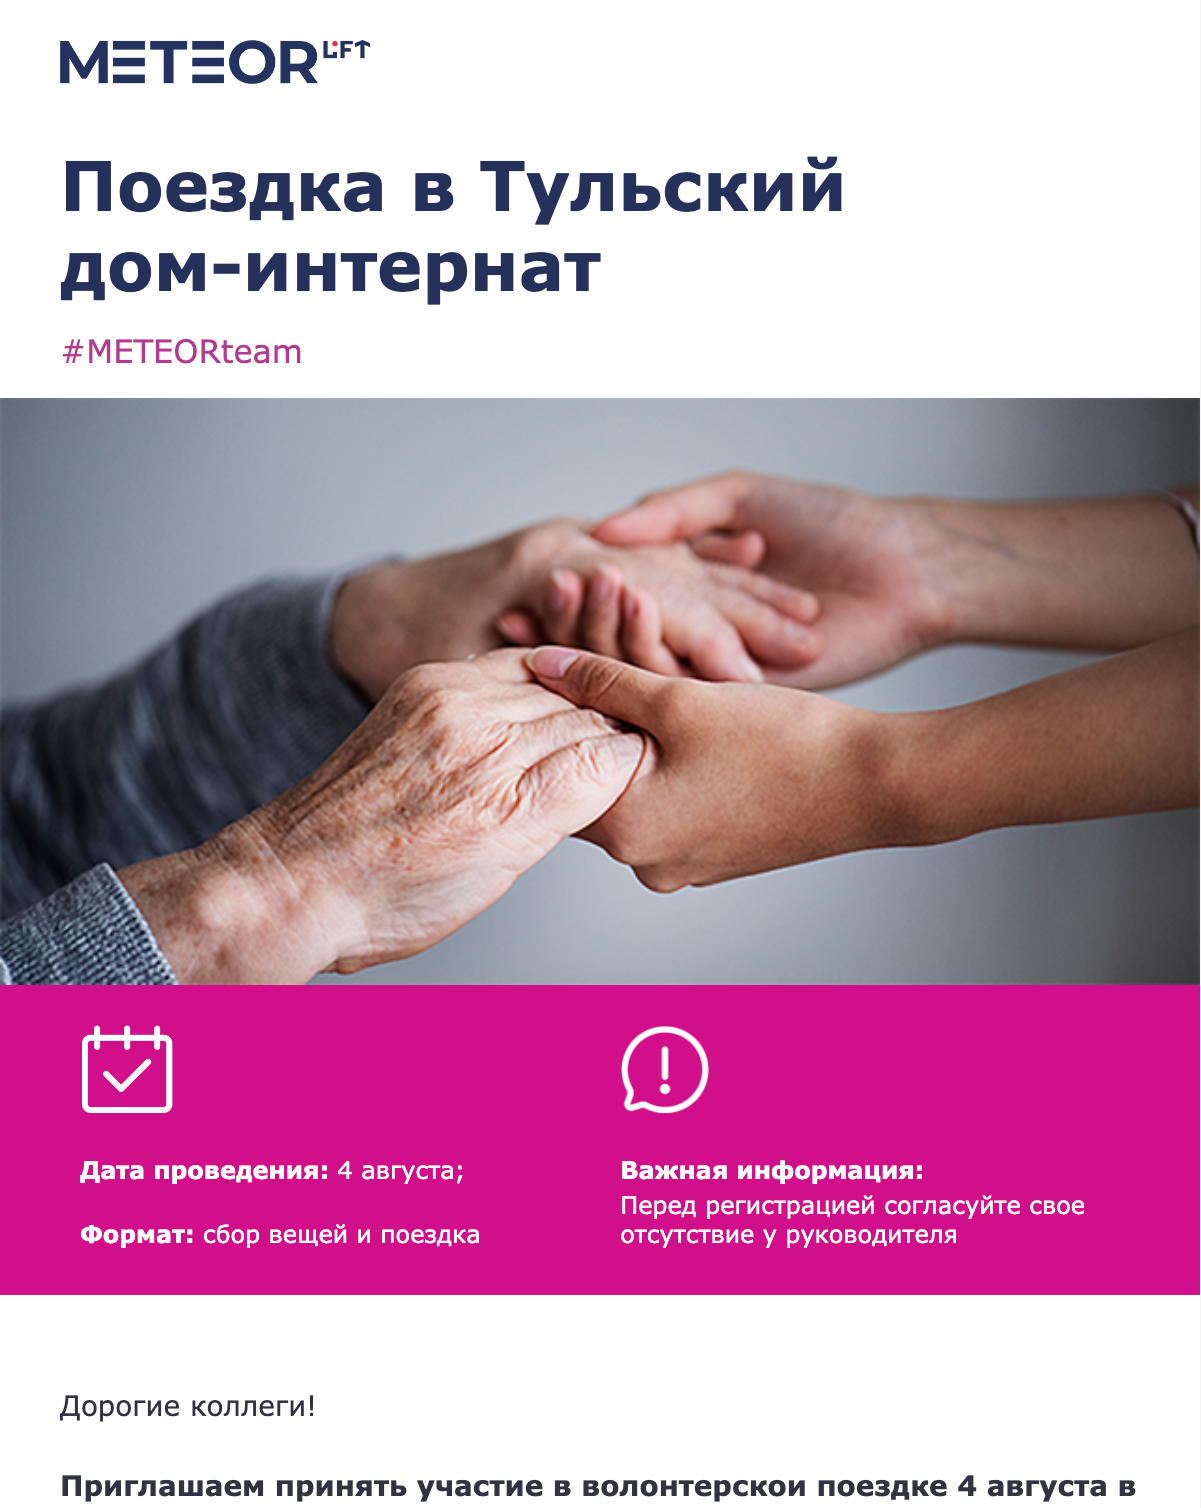 METEOR LIFT
Поездка в Тульский
дом-интернат
#METEORteam
Дата проведения: 4 августа;
Формат: сбор вещей и поездка
Важная информация:
Перед регистрацией согласуйте свое
отсутствие у руководителя
Дорогие коллеги!
Приглашаем принять участие в волонтерской поездке 4 августа в